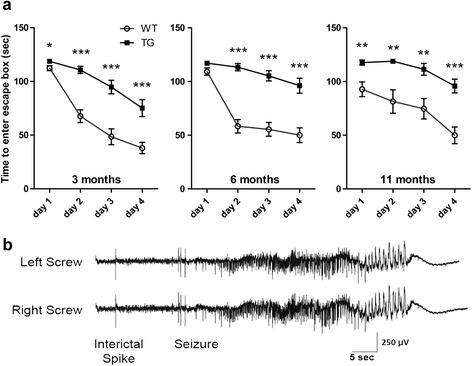 a
WT
TG
Time to enter escape box (sec)
150
100
50
0
* *** *** ***
3 months
day 1 day 2 day 3 day 4
150
100
50
0
*** *** ***
6 months
day 1 day 2 day 3 day 4
150
100
50
0
** ** ** ***
11 months
day 1 day 2 day 3 day 4
b
Left Screw
Right Screw
Interictal
Spike
Seizure
250 µV
5 sec